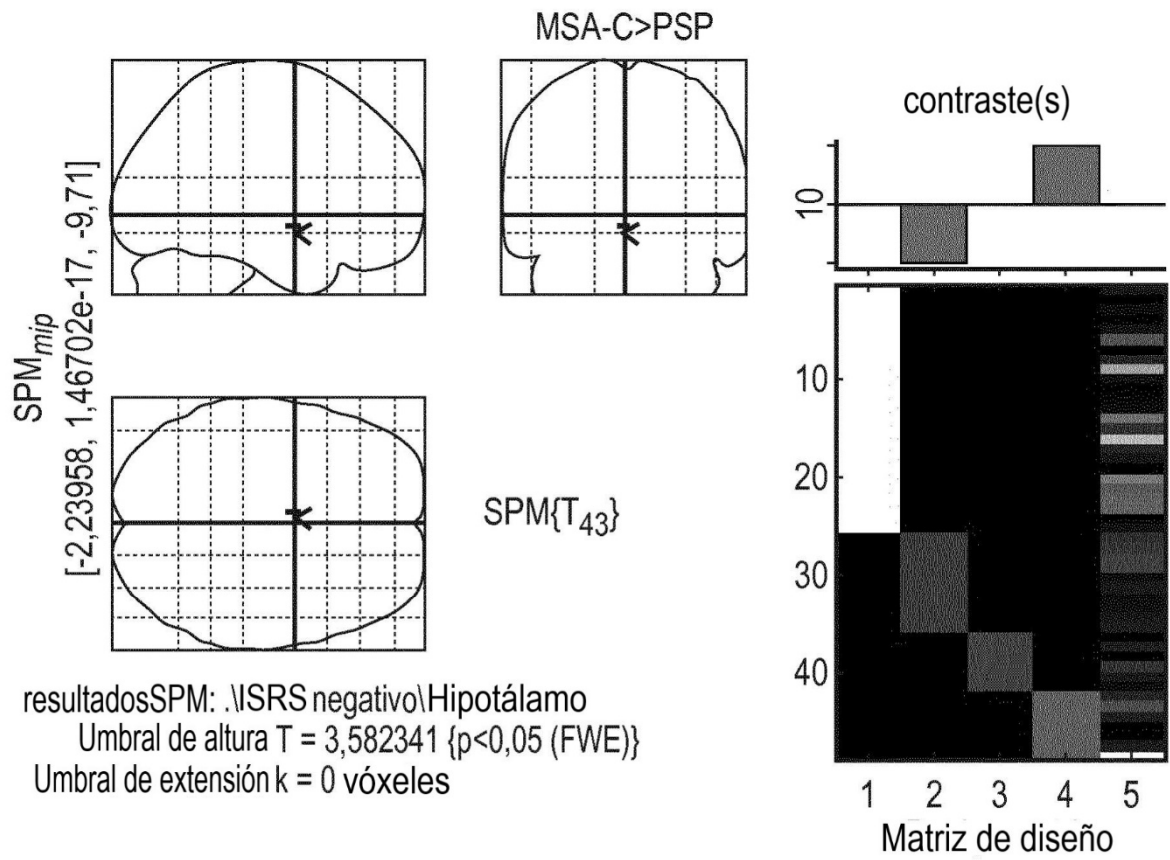 MSA-C>PSP
SPMmip
[-2,23958, 1,46702e-17, -9,71]
SPM{T43}
resultadosSPM: .\ISRS negativo\Hipotálamo
Umbral de altura T = 3,582341 {p<0,05 (FWE)}
Umbral de extensión k = 0 vóxeles
contraste(s)
10
10
20
30
40
1 2 3 4 5
Matriz de diseño